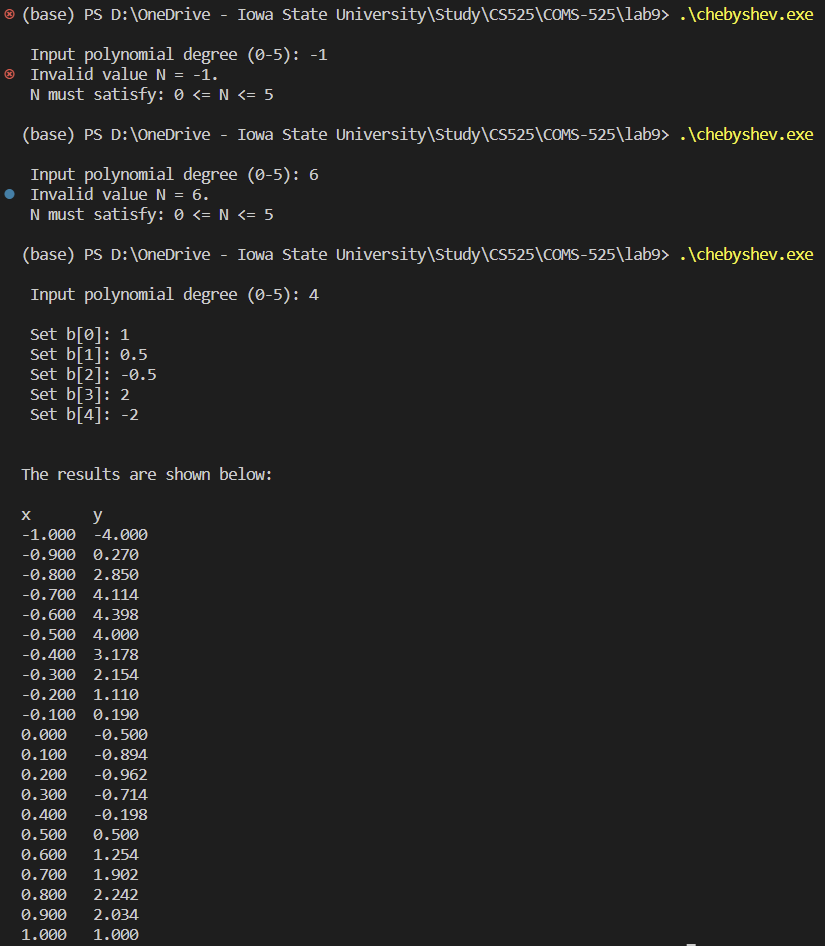 (base) PS D:\OneDrive - Iowa State University\Study\CS525\COMS-525\lab9> .\chebyshev.exe
Input polynomial degree (0-5): -1
Invalid value N = -1.
N must satisfy: 0 <= N <= 5
(base) PS D:\OneDrive - Iowa State University\Study\CS525\COMS-525\lab9> .\chebyshev.exe
Input polynomial degree (0-5): 6
Invalid value N = 6.
N must satisfy: 0 <= N <= 5
(base) PS D:\OneDrive - Iowa State University\Study\CS525\COMS-525\lab9> .\chebyshev.exe
Input polynomial degree (0-5): 4
Set b[0]: 1
Set b[1]: 0.5
Set b[2]: -0.5
Set b[3]: 2
Set b[4]: -2
The results are shown below:
x y
-1.000 -4.000
-0.900 0.270
-0.800 2.850
-0.700 4.114
-0.600 4.398
-0.500 4.000
-0.400 3.178
-0.300 2.154
-0.200 1.110
-0.100 0.190
0.000 -0.500
0.100 -0.894
0.200 -0.962
0.300 -0.714
0.400 -0.198
0.500 0.500
0.600 1.254
0.700 1.902
0.800 2.242
0.900 2.034
1.000 1.000